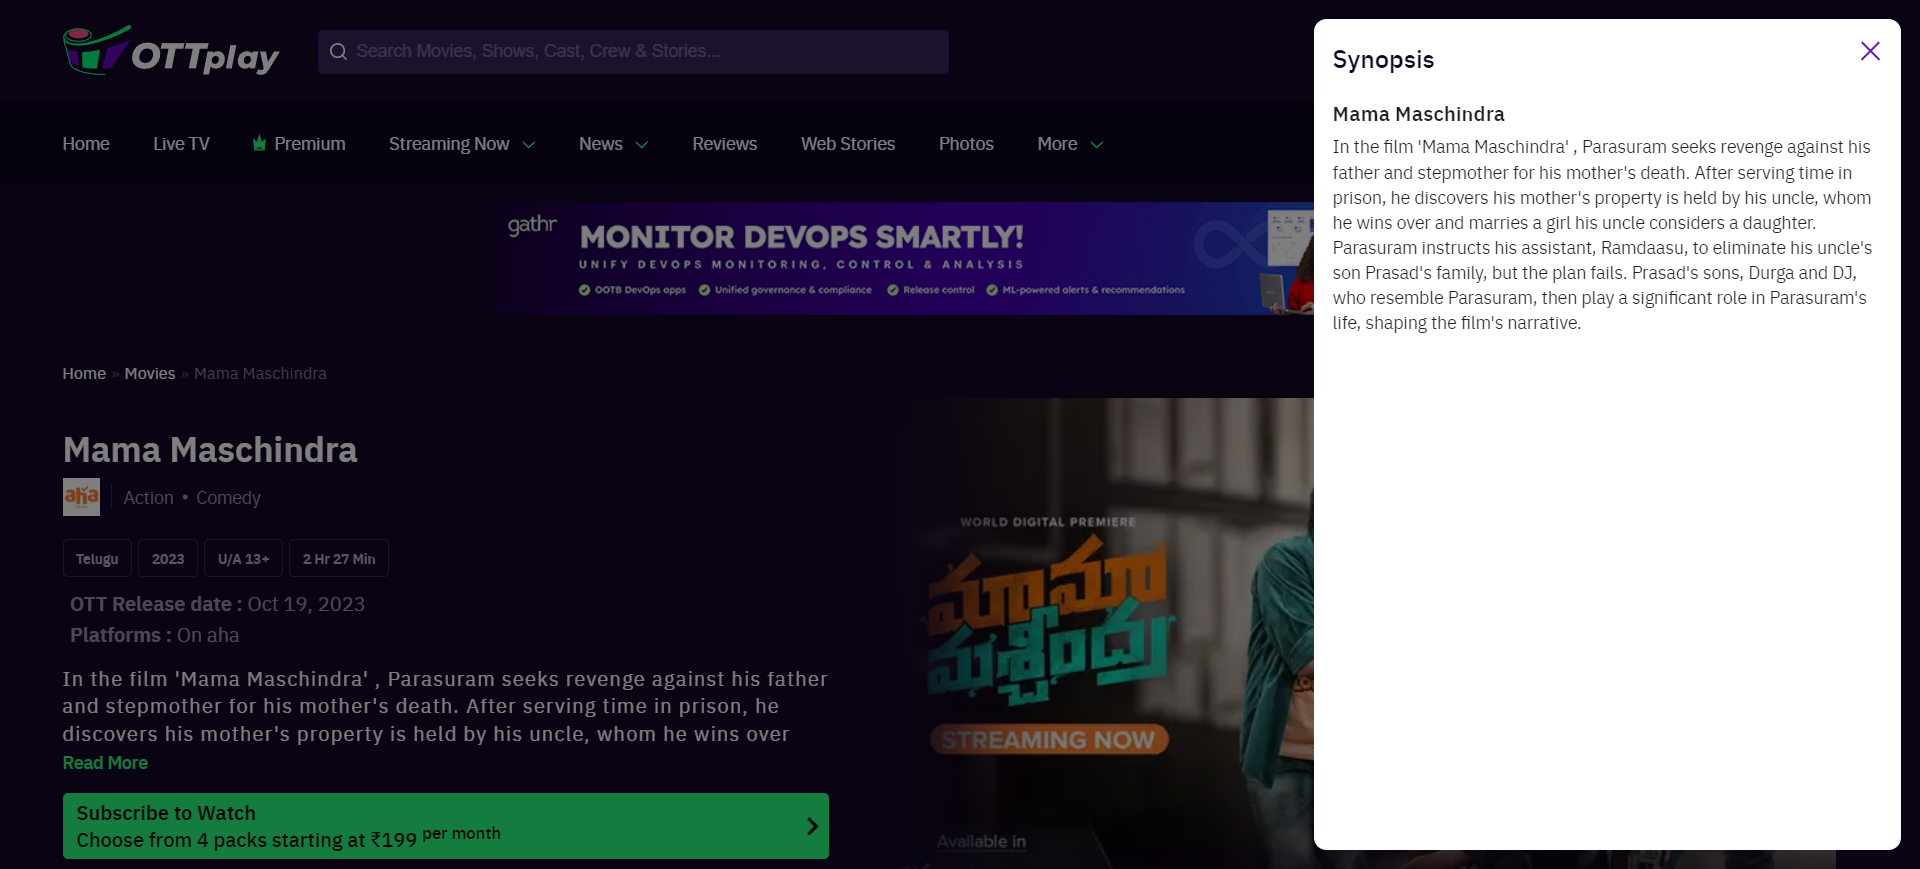 OTTplay
Search Movies, Shows, Cast, Crew & Stories...
Home
Live TV
Premium
Streaming Now
News
Reviews
Web Stories
Photos
More
gathr
MONITOR DEVOPS SMARTLY!
UNIFY DEVOPS MONITORING, CONTROL & ANALYSIS
OOTB DevOps apps
Unified governance & compliance
Release control
ML-powered alerts & recommendations
Home » Movies » Mama Maschindra
Mama Maschindra
aha
Action • Comedy
Telugu
2023
U/A 13+
2 Hr 27 Min
OTT Release date : Oct 19, 2023
Platforms : On aha
In the film 'Mama Maschindra' , Parasuram seeks revenge against his father
and stepmother for his mother's death. After serving time in prison, he
discovers his mother's property is held by his uncle, whom he wins over
Read More
Subscribe to Watch
Choose from 4 packs starting at ₹199 per month
WORLD DIGITAL PREMIERE
మామా
మశ్చీంద్ర
STREAMING NOW
Available in
Synopsis
Mama Maschindra
In the film 'Mama Maschindra' , Parasuram seeks revenge against his
father and stepmother for his mother's death. After serving time in
prison, he discovers his mother's property is held by his uncle, whom
he wins over and marries a girl his uncle considers a daughter.
Parasuram instructs his assistant, Ramdaasu, to eliminate his uncle's
son Prasad's family, but the plan fails. Prasad's sons, Durga and DJ,
who resemble Parasuram, then play a significant role in Parasuram's
life, shaping the film's narrative.